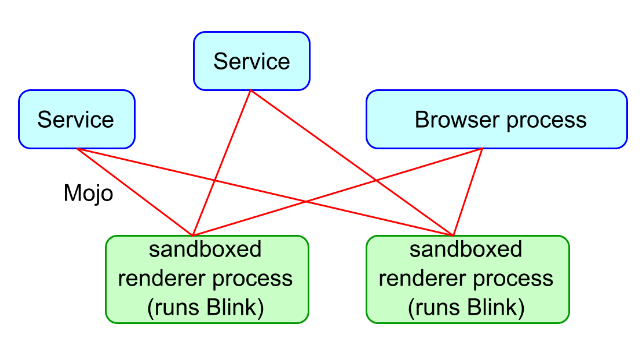 Service
Service
Browser process
Mojo
sandboxed
renderer process
(runs Blink)
sandboxed
renderer process
(runs Blink)